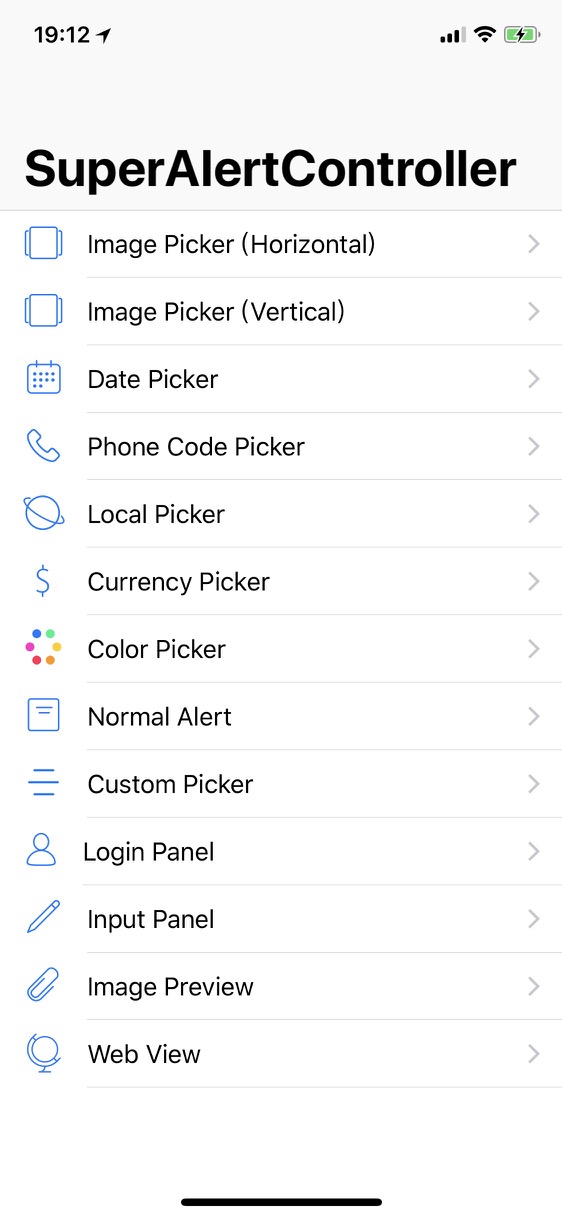 19:12
SuperAlertController
Image Picker (Horizontal)
Image Picker (Vertical)
Date Picker
Phone Code Picker
Local Picker
$ Currency Picker
Color Picker
Normal Alert
Custom Picker
Login Panel
Input Panel
Image Preview
Web View